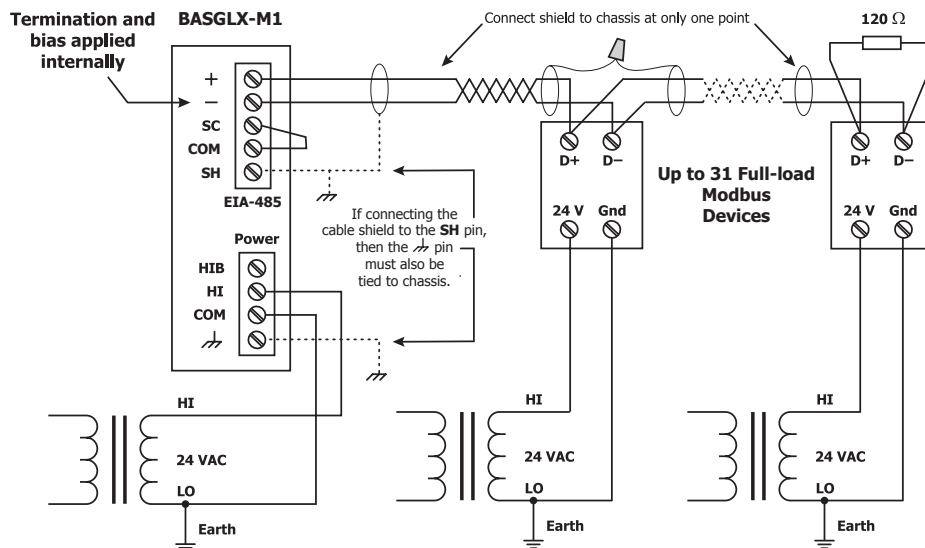 Termination and
bias applied
internally
BASGLX-M1
Connect shield to chassis at only one point
120 Ω
+
–
SC
COM
SH
EIA-485
D+ D–
24 V Gnd
Up to 31 Full-load
Modbus
Devices
D+ D–
24 V Gnd
If connecting the
cable shield to the SH pin,
then the pin
must also be
tied to chassis.
Power
HIB
HI
COM
HI
24 VAC
LO
Earth
HI
24 VAC
LO
Earth
HI
24 VAC
LO
Earth